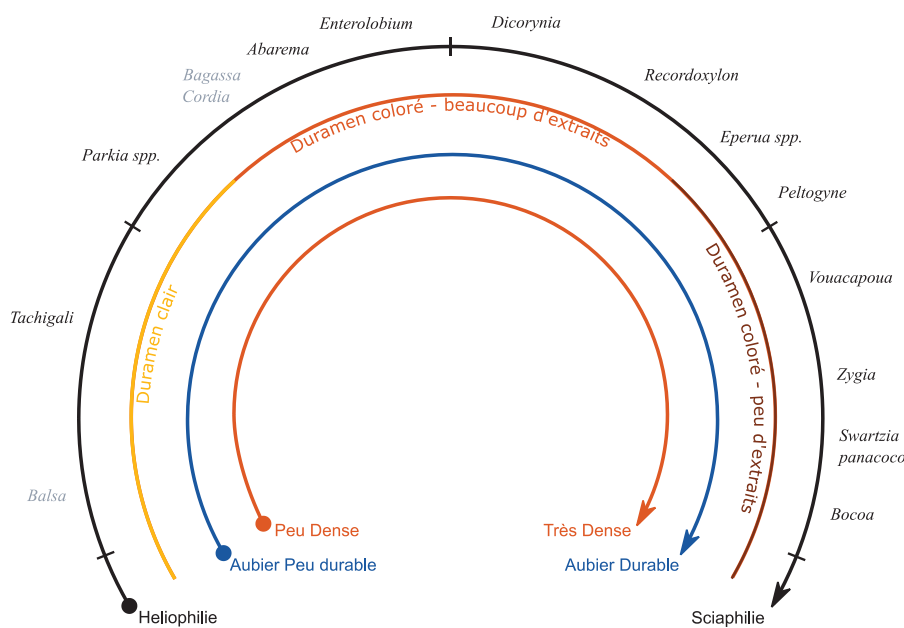 Enterolobium
Dicorynia
Abarema
Bagassa
Cordia
Recordoxylon
Parkia spp.
Eperua spp.
Peltogyne
Tachigali
Vouacapoua
Zygia
Swartzia
panacoco
Balsa
Bocoa
Duramen clair
Duramen coloré - beaucoup d'extraits
Duramen coloré - peu d'extraits
Peu Dense
Très Dense
Aubier Peu durable
Aubier Durable
Heliophilie
Sciaphilie